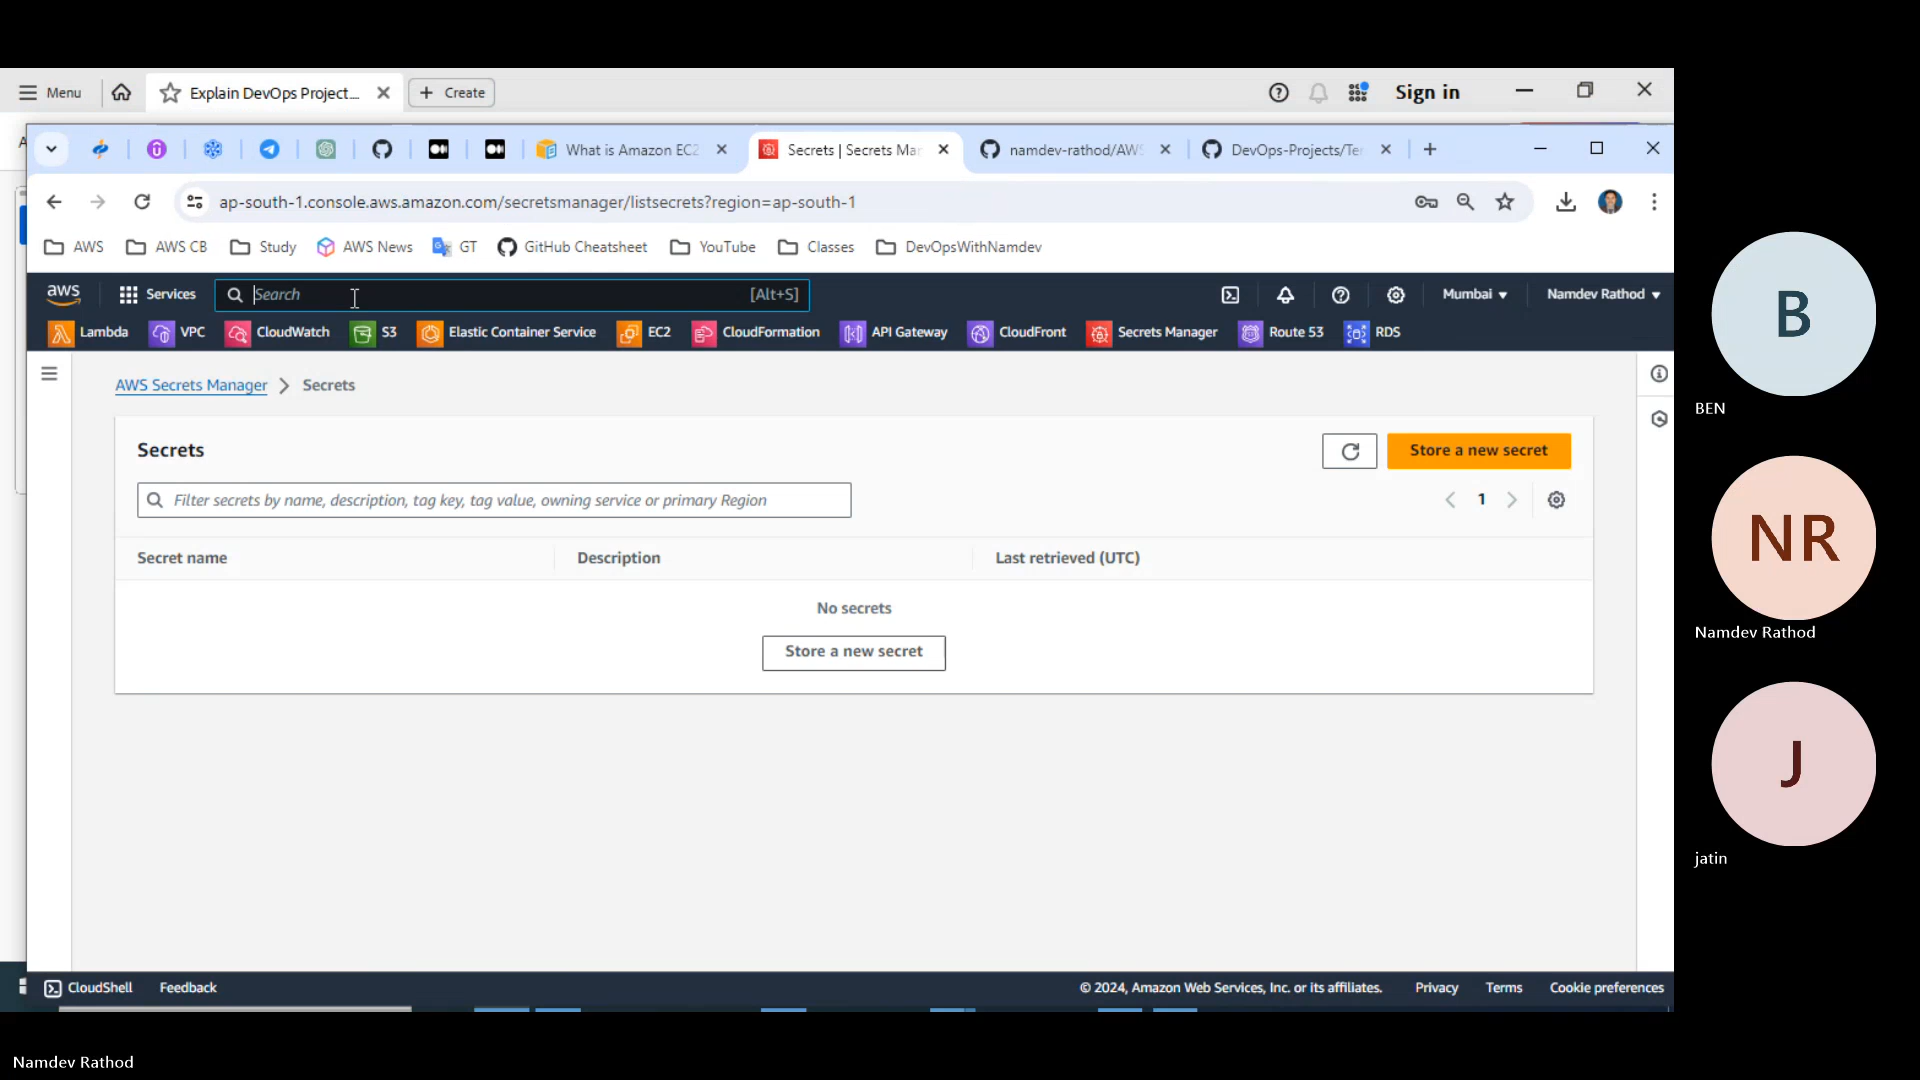 Menu
Explain DevOps Project...
Create
Sign in
What is Amazon EC2
Secrets | Secrets Mar
namdev-rathod/AWS
DevOps-Projects/Ter
ap-south-1.console.aws.amazon.com/secretsmanager/listsecrets?region=ap-south-1
AWS
AWS CB
Study
AWS News
GT
GitHub Cheatsheet
YouTube
Classes
DevOpsWithNamdev
aws
Services
Search
[Alt+S]
Mumbai
Namdev Rathod
Lambda
VPC
CloudWatch
S3
Elastic Container Service
EC2
CloudFormation
API Gateway
CloudFront
Secrets Manager
Route 53
RDS
AWS Secrets Manager
Secrets
Secrets
Store a new secret
Filter secrets by name, description, tag key, tag value, owning service or primary Region
1
Secret name
Description
Last retrieved (UTC)
No secrets
Store a new secret
CloudShell
Feedback
© 2024, Amazon Web Services, Inc. or its affiliates.
Privacy
Terms
Cookie preferences
B
BEN
NR
Namdev Rathod
J
jatin
Namdev Rathod